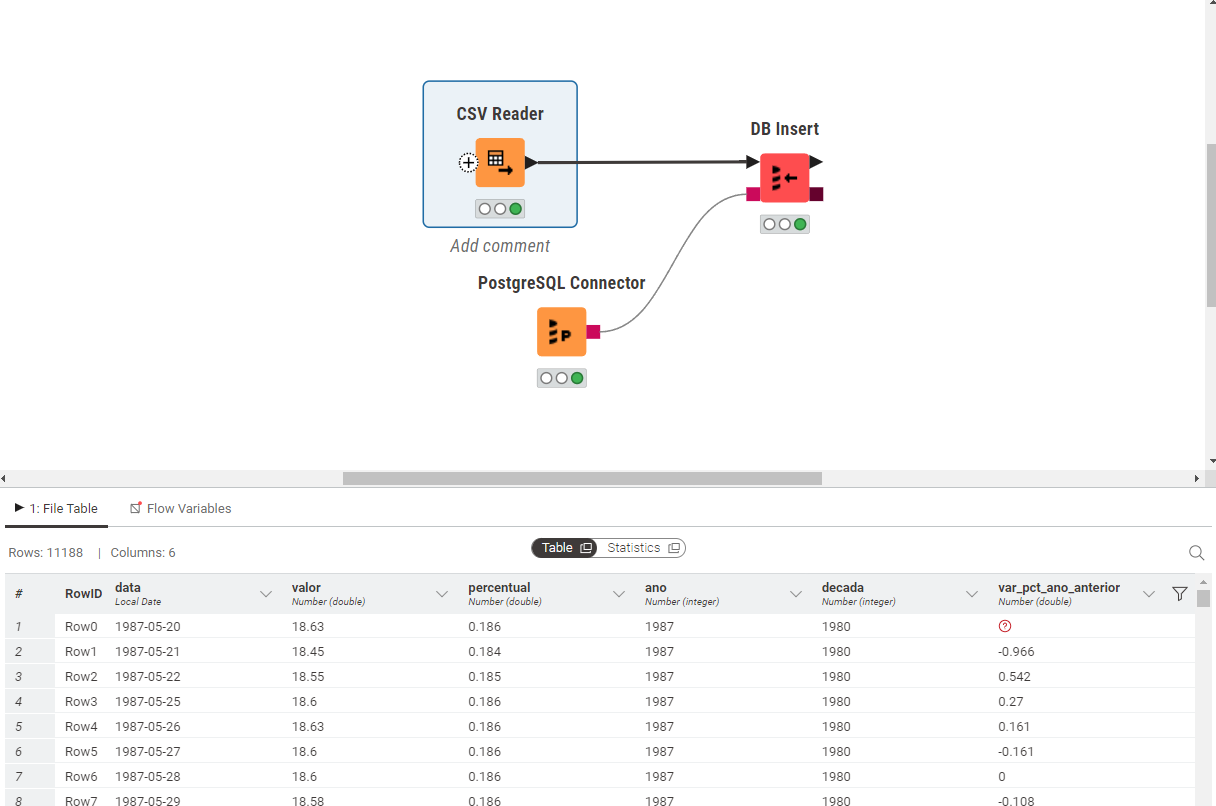 CSV Reader
DB Insert
Add comment
PostgreSQL Connector
P
1: File Table Flow Variables
Rows: 11188 | Columns: 6 Table Statistics
# RowID data valor percentual ano decada var_pct_ano_anterior
Local Date Number (double) Number (double) Number (integer) Number (integer) Number (double)
1 Row0 1987-05-20 18.63 0.186 1987 1980 ?
2 Row1 1987-05-21 18.45 0.184 1987 1980 -0.966
3 Row2 1987-05-22 18.55 0.185 1987 1980 0.542
4 Row3 1987-05-25 18.6 0.186 1987 1980 0.27
5 Row4 1987-05-26 18.63 0.186 1987 1980 0.161
6 Row5 1987-05-27 18.6 0.186 1987 1980 -0.161
7 Row6 1987-05-28 18.6 0.186 1987 1980 0
8 Row7 1987-05-29 18.58 0.186 1987 1980 -0.108